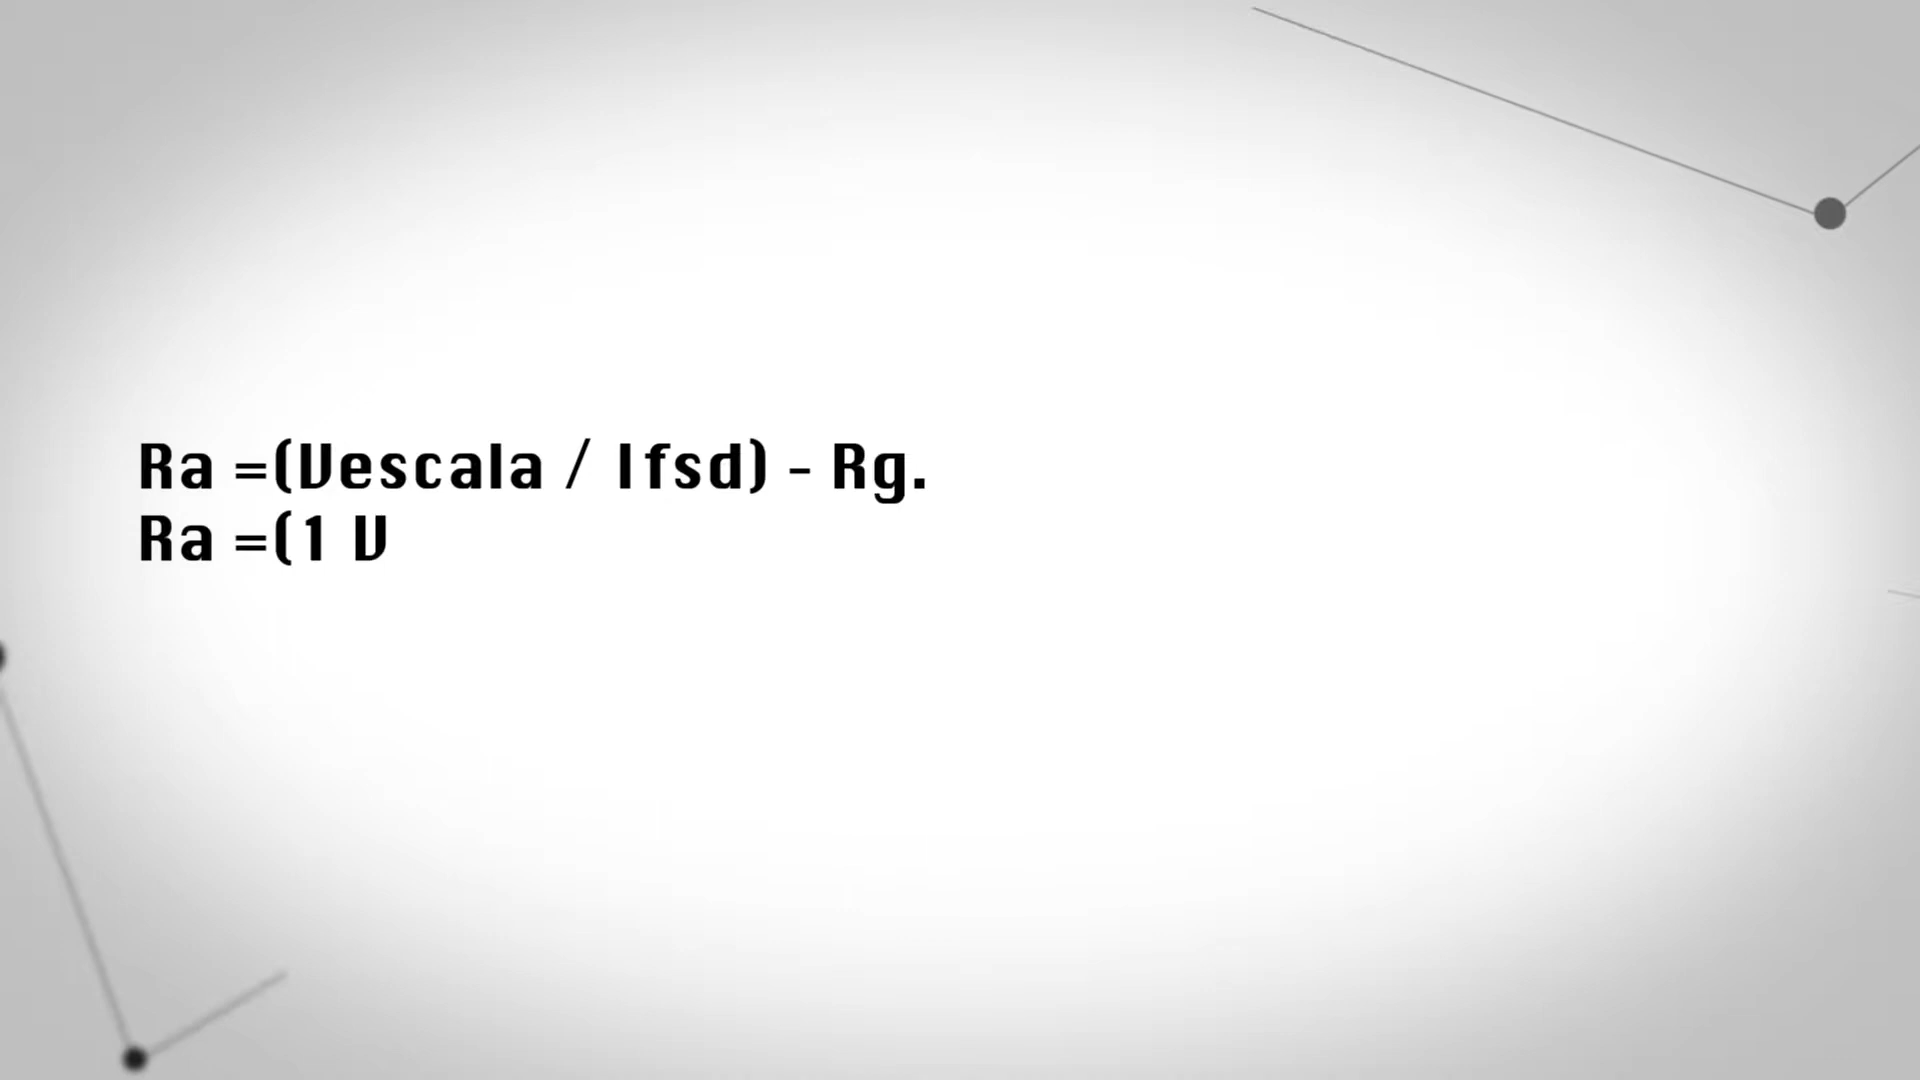 Ra =(Vescala / Ifsd) - Rg.
Ra =(1 V